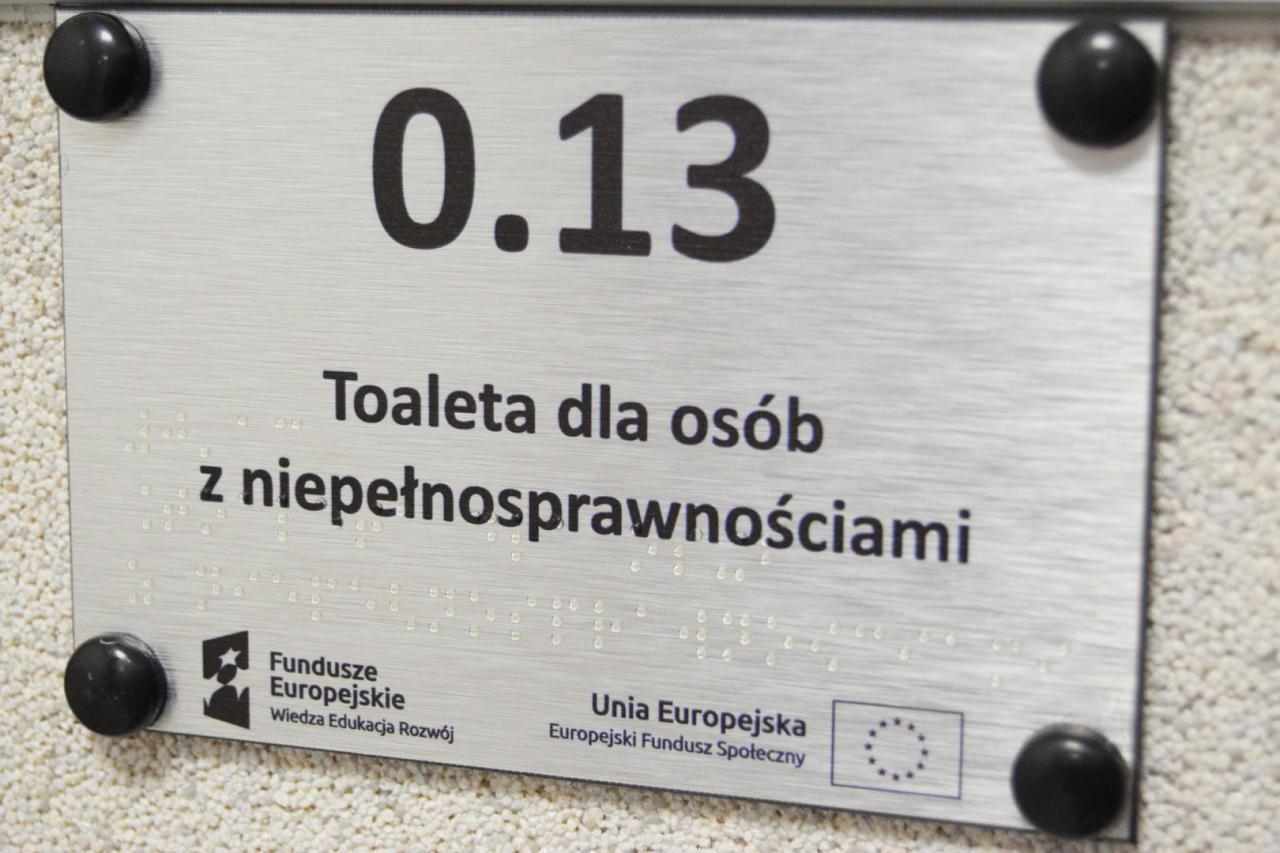 0.13
Toaleta dla osób
z niepełnosprawnościami
Fundusze
Europejskie
Wiedza Edukacja Rozwój
Unia Europejska
Europejski Fundusz Społeczny